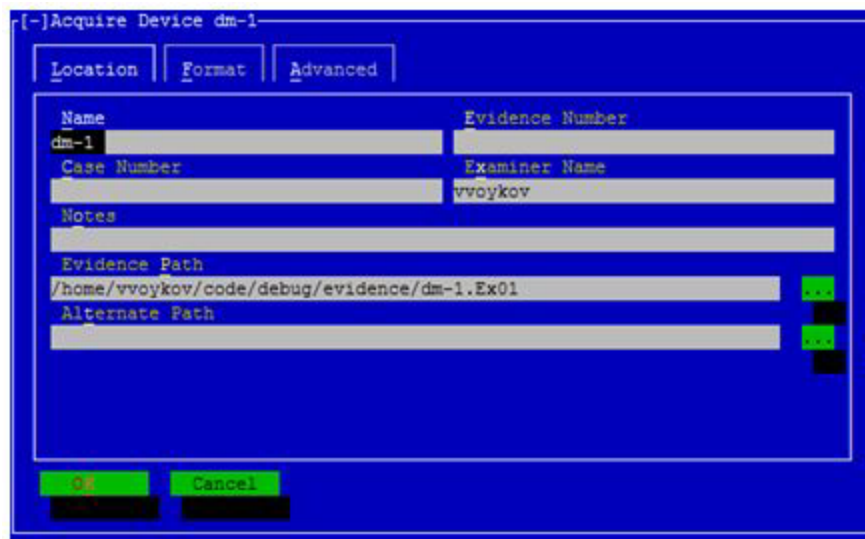 [-]Acquire Device dm-1
Location Format Advanced
Name Evidence Number
dm-1
Case Number Examiner Name
vvoykov
Notes
Evidence Path
/home/vvoykov/code/debug/evidence/dm-1.Ex01 ...
Alternate Path
...
OK Cancel